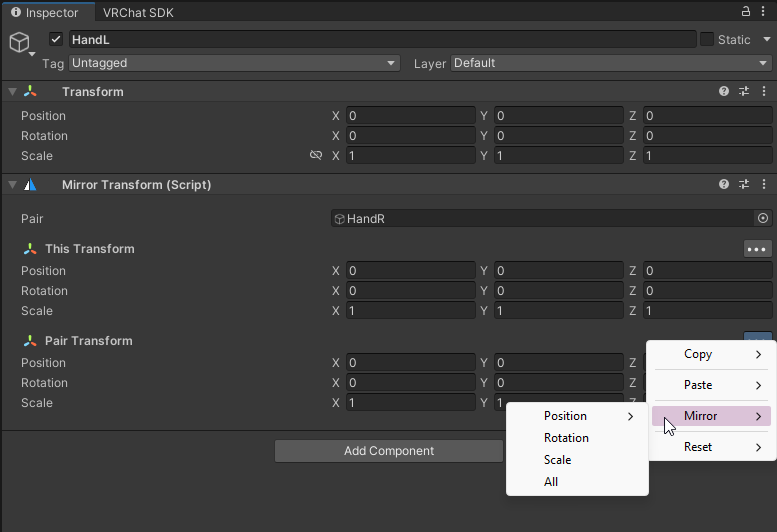 Inspector VRChat SDK
HandL Static
Tag Untagged Layer Default
Transform
Position X 0 Y 0 Z 0
Rotation X 0 Y 0 Z 0
Scale X 1 Y 1 Z 1
Mirror Transform (Script)
Pair HandR
This Transform
Position X 0 Y 0 Z 0
Rotation X 0 Y 0 Z 0
Scale X 1 Y 1 Z 1
Pair Transform
Position X 0 Y 0 Z
Rotation X 0 Y 0 Z
Scale X 1 Y 1 Z
Copy
Paste
Mirror
Reset
Position
Rotation
Scale
All
Add Component